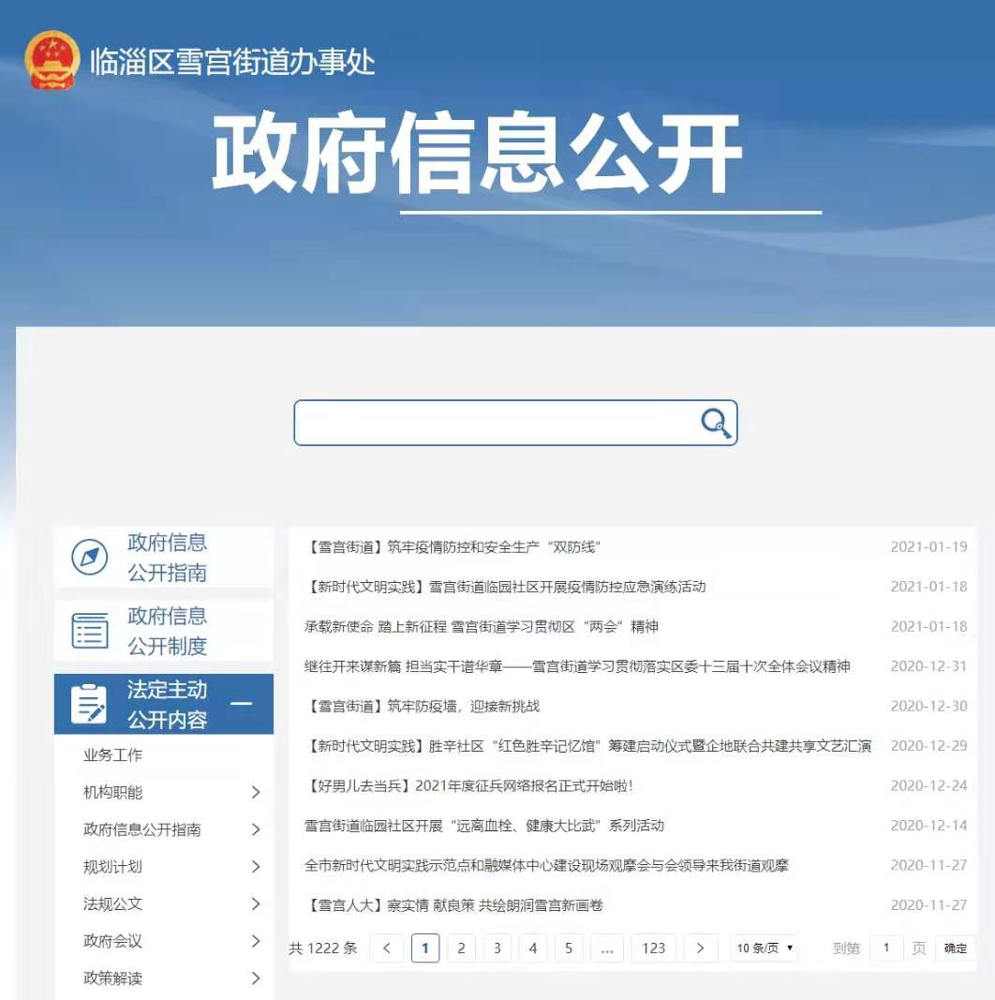 临淄区雪宫街道办事处
政府信息公开
政府信息
公开指南
政府信息
公开制度
法定主动
公开内容
业务工作
机构职能
政府信息公开指南
规划计划
法规公文
政府会议
政策解读
【雪宫街道】筑牢疫情防控和安全生产“双防线” 2021-01-19
【新时代文明实践】雪宫街道临园社区开展疫情防控应急演练活动 2021-01-18
承载新使命 踏上新征程 雪宫街道学习贯彻区“两会”精神 2021-01-18
继往开来谋新篇 担当实干谱华章——雪宫街道学习贯彻落实区委十三届十次全体会议精神 2020-12-31
【雪宫街道】筑牢防疫墙，迎接新挑战 2020-12-30
【新时代文明实践】胜辛社区“红色胜辛记忆馆”筹建启动仪式暨企地联合共建共享文艺汇演 2020-12-29
【好男儿去当兵】2021年度征兵网络报名正式开始啦！ 2020-12-24
雪宫街道临园社区开展“远离血栓、健康大比武”系列活动 2020-12-14
全市新时代文明实践示范点和融媒体中心建设现场观摩会与会领导来我街道观摩 2020-11-27
【雪宫人大】察实情 献良策 共绘朗润雪宫新画卷 2020-11-27
共 1222 条 < 1 2 3 4 5 … 123 > 10 条/页 到第 1 页 确定